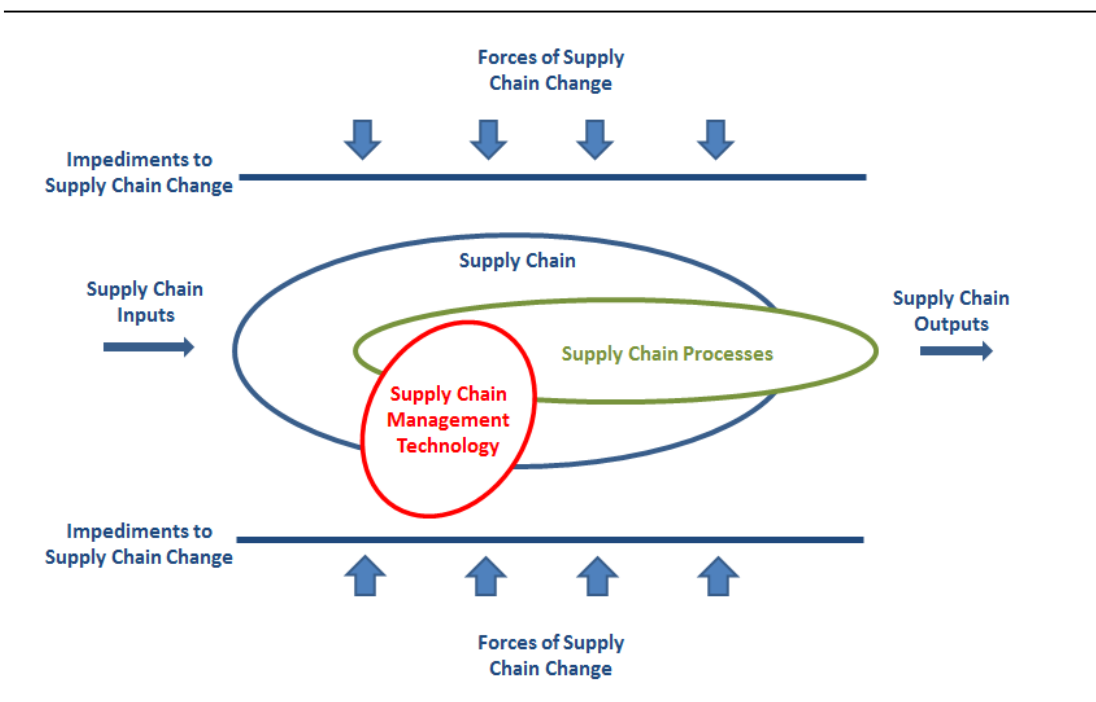 Forces of Supply
Chain Change
Impediments to
Supply Chain Change
Supply Chain
Supply Chain
Inputs
Supply Chain
Outputs
Supply Chain Processes
Supply Chain
Management
Technology
Impediments to
Supply Chain Change
Forces of Supply
Chain Change